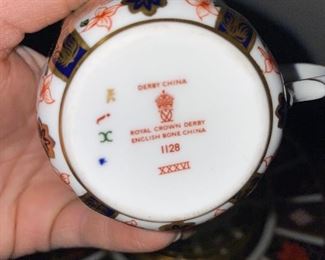 DERBY CHINA
ROYAL CROWN DERBY
ENGLISH BONE CHINA
1128
XXXVI